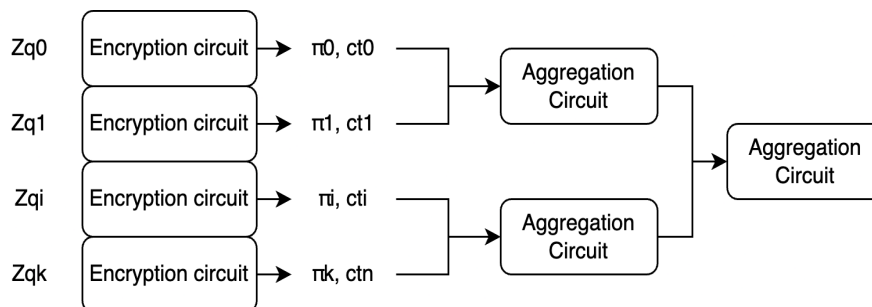 Zq0 Encryption circuit π0, ct0
Aggregation
Circuit
Zq1 Encryption circuit π1, ct1
Aggregation
Circuit
Zqi Encryption circuit πi, cti
Aggregation
Circuit
Zqk Encryption circuit πk, ctn